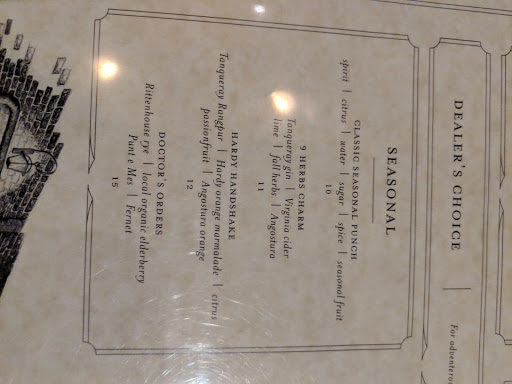 DEALER'S CHOICE
For adventero
SEASONAL
CLASSIC SEASONAL PUNCH
spirit | citrus | water | sugar | spice | seasonal fruit
10
9 HERBS CHARM
Tanqueray gin | Virginia cider
lime | fall herbs | Angostura
11
HARDY HANDSHAKE
Tanqueray Rangpur | Hardy orange marmalade | citrus
passionfruit | Angostura orange
12
DOCTOR'S ORDERS
Rittenhouse rye | local organic elderberry
Punt e Mes | Fernet
15